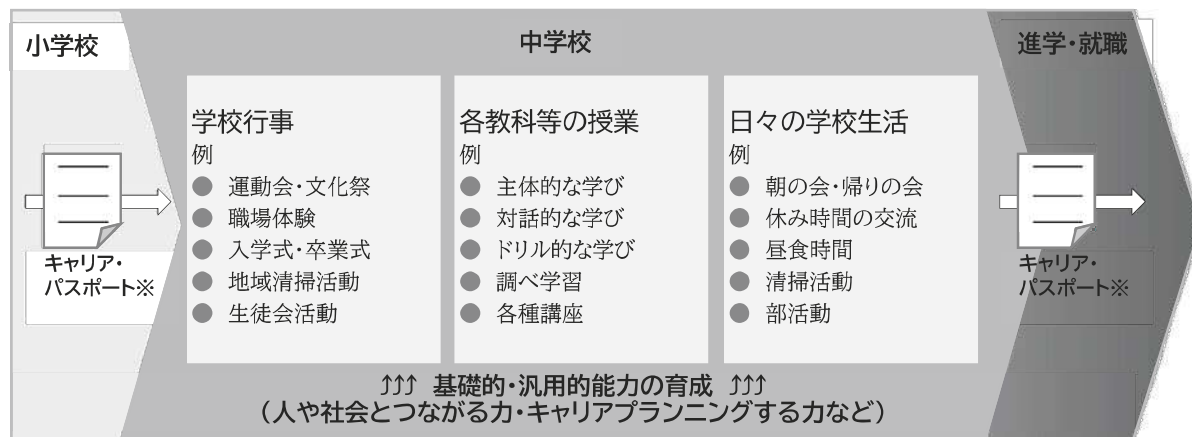 小学校
キャリア・
パスポート※
中学校
学校行事
例
● 運動会・文化祭
● 職場体験
● 入学式・卒業式
● 地域清掃活動
● 生徒会活動
各教科等の授業
例
● 主体的な学び
● 対話的な学び
● ドリル的な学び
● 調べ学習
● 各種講座
日々の学校生活
例
● 朝の会・帰りの会
● 休み時間の交流
● 昼食時間
● 清掃活動
● 部活動
⤴⤴⤴ 基礎的・汎用的能力の育成 ⤴⤴⤴
（人や社会とつながる力・キャリアプランニングする力など）
進学・就職
キャリア・
パスポート※